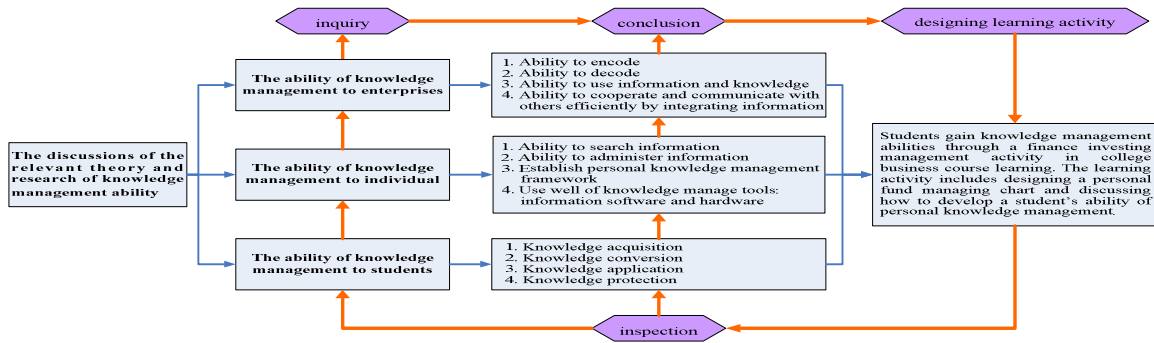 inquiry
conclusion
designing learning activity
The ability of knowledge
management to enterprises
1. Ability to encode
2. Ability to decode
3. Ability to use information and knowledge
4. Ability to cooperate and communicate with
others efficiently by integrating information
The discussions of the
relevant theory and
research of knowledge
management ability
The ability of knowledge
management to individual
1. Ability to search information
2. Ability to administer information
3. Establish personal knowledge management
framework
4. Use well of knowledge manage tools:
information software and hardware
Students gain knowledge management
abilities through a finance investing
management activity in college
business course learning. The learning
activity includes designing a personal
fund managing chart and discussing
how to develop a student's ability of
personal knowledge management.
The ability of knowledge
management to students
1. Knowledge acquisition
2. Knowledge conversion
3. Knowledge application
4. Knowledge protection
inspection